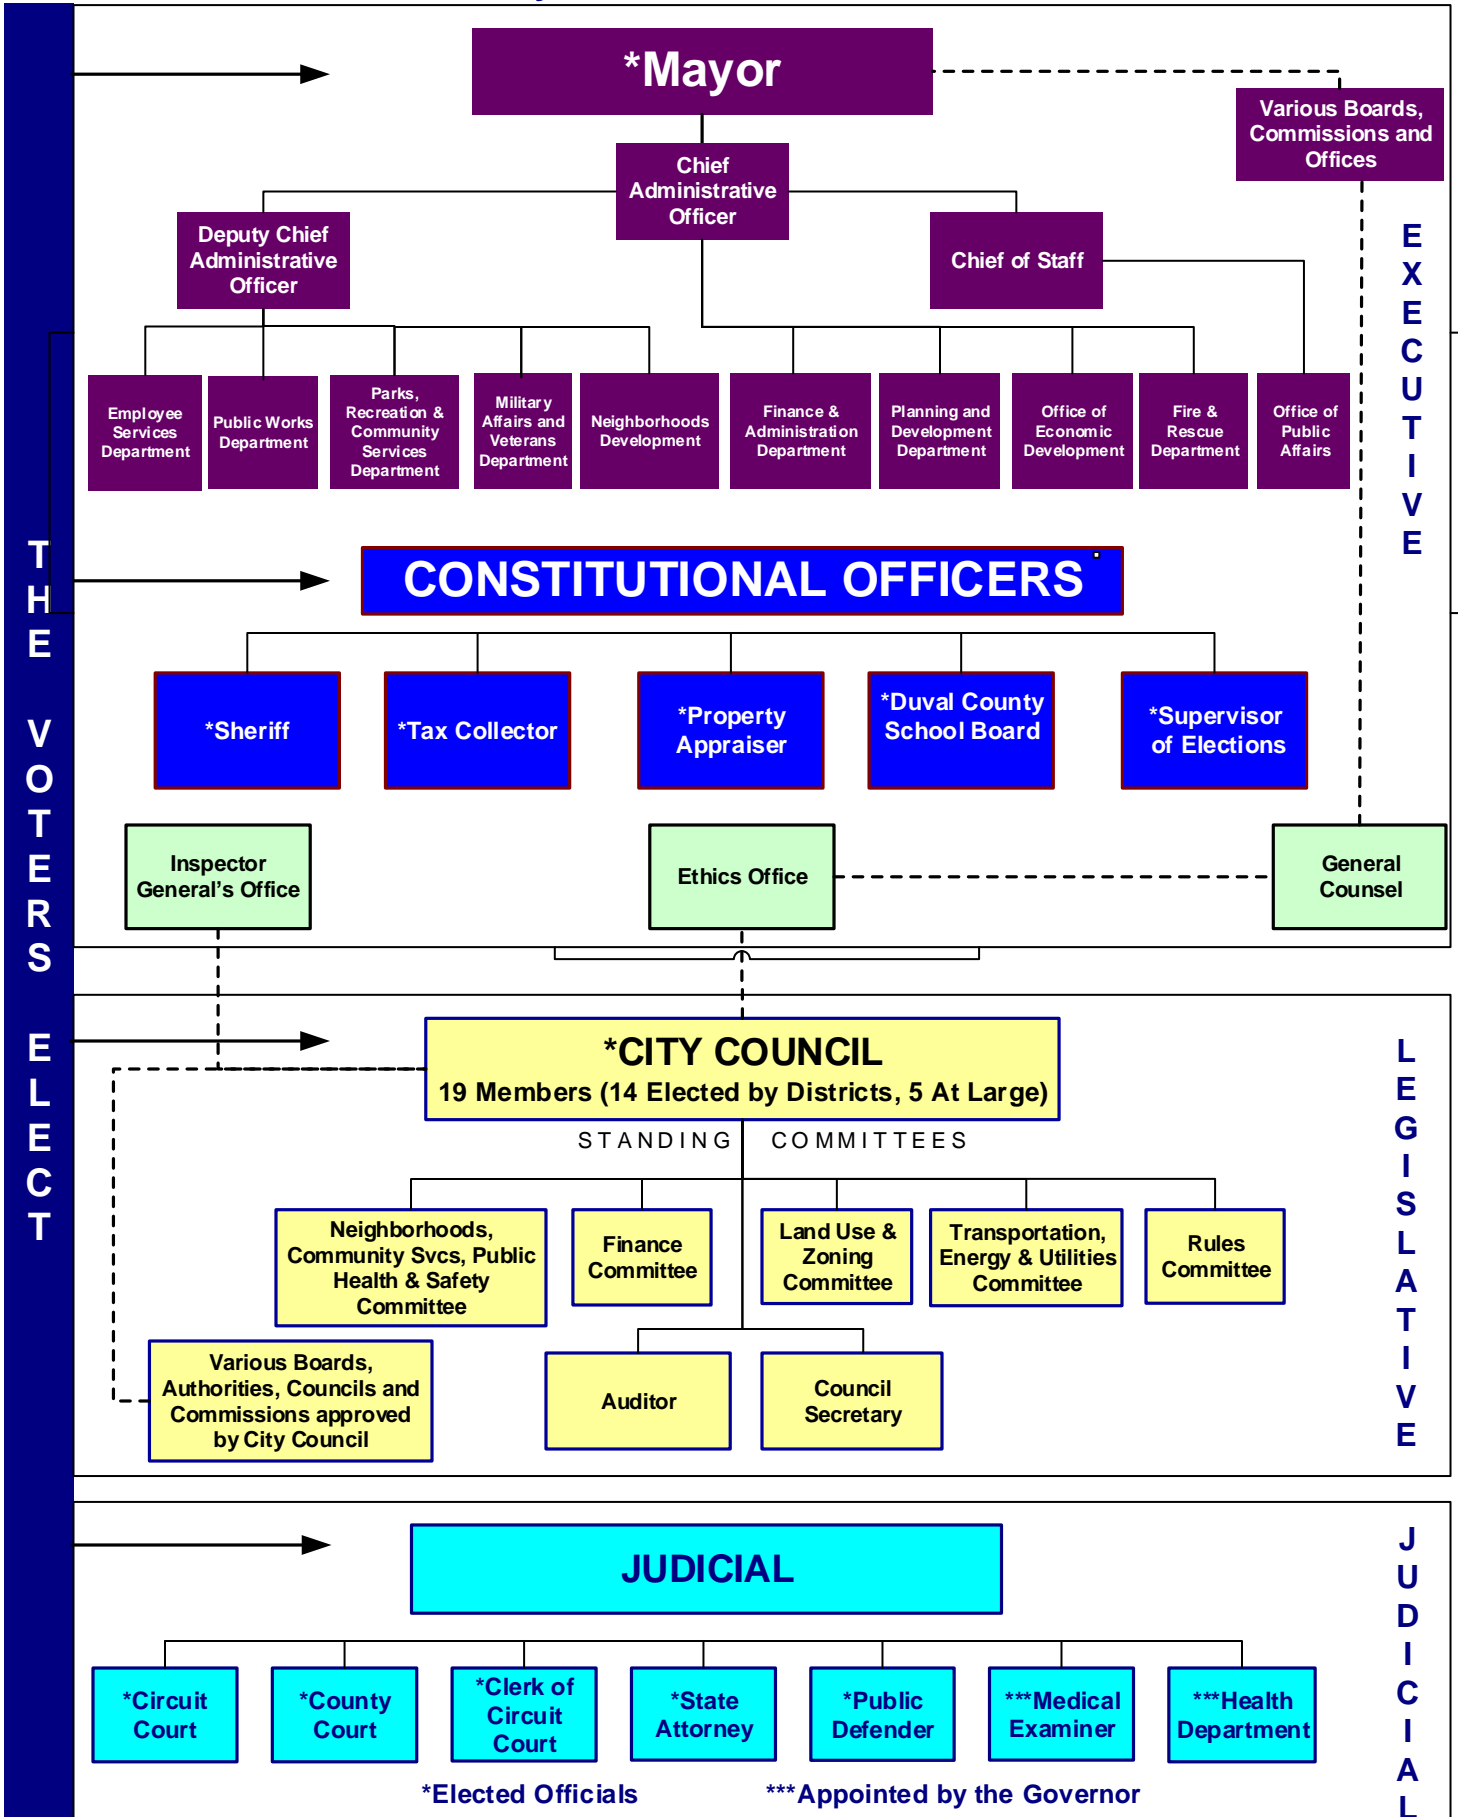 *Mayor
Various Boards,
Commissions and
Offices
Chief
Administrative
Officer
Deputy Chief
Administrative
Officer
Chief of Staff
Employee
Services
Department
Public Works
Department
Parks,
Recreation &
Community
Services
Department
Military
Affairs and
Veterans
Department
Neighborhoods
Development
Finance &
Administration
Department
Planning and
Development
Department
Office of
Economic
Development
Fire &
Rescue
Department
Office of
Public
Affairs
EXECUTIVE
THE VOTERS ELECT
CONSTITUTIONAL OFFICERS
*Sheriff
*Tax Collector
*Property
Appraiser
*Duval County
School Board
*Supervisor
of Elections
Inspector
General's Office
Ethics Office
General
Counsel
*CITY COUNCIL
19 Members (14 Elected by Districts, 5 At Large)
STANDING COMMITTEES
Neighborhoods,
Community Svcs, Public
Health & Safety
Committee
Finance
Committee
Land Use &
Zoning
Committee
Transportation,
Energy & Utilities
Committee
Rules
Committee
Various Boards,
Authorities, Councils and
Commissions approved
by City Council
Auditor
Council
Secretary
LEGISLATIVE
JUDICIAL
*Circuit
Court
*County
Court
*Clerk of
Circuit
Court
*State
Attorney
*Public
Defender
***Medical
Examiner
***Health
Department
*Elected Officials
***Appointed by the Governor
JUDICIAL